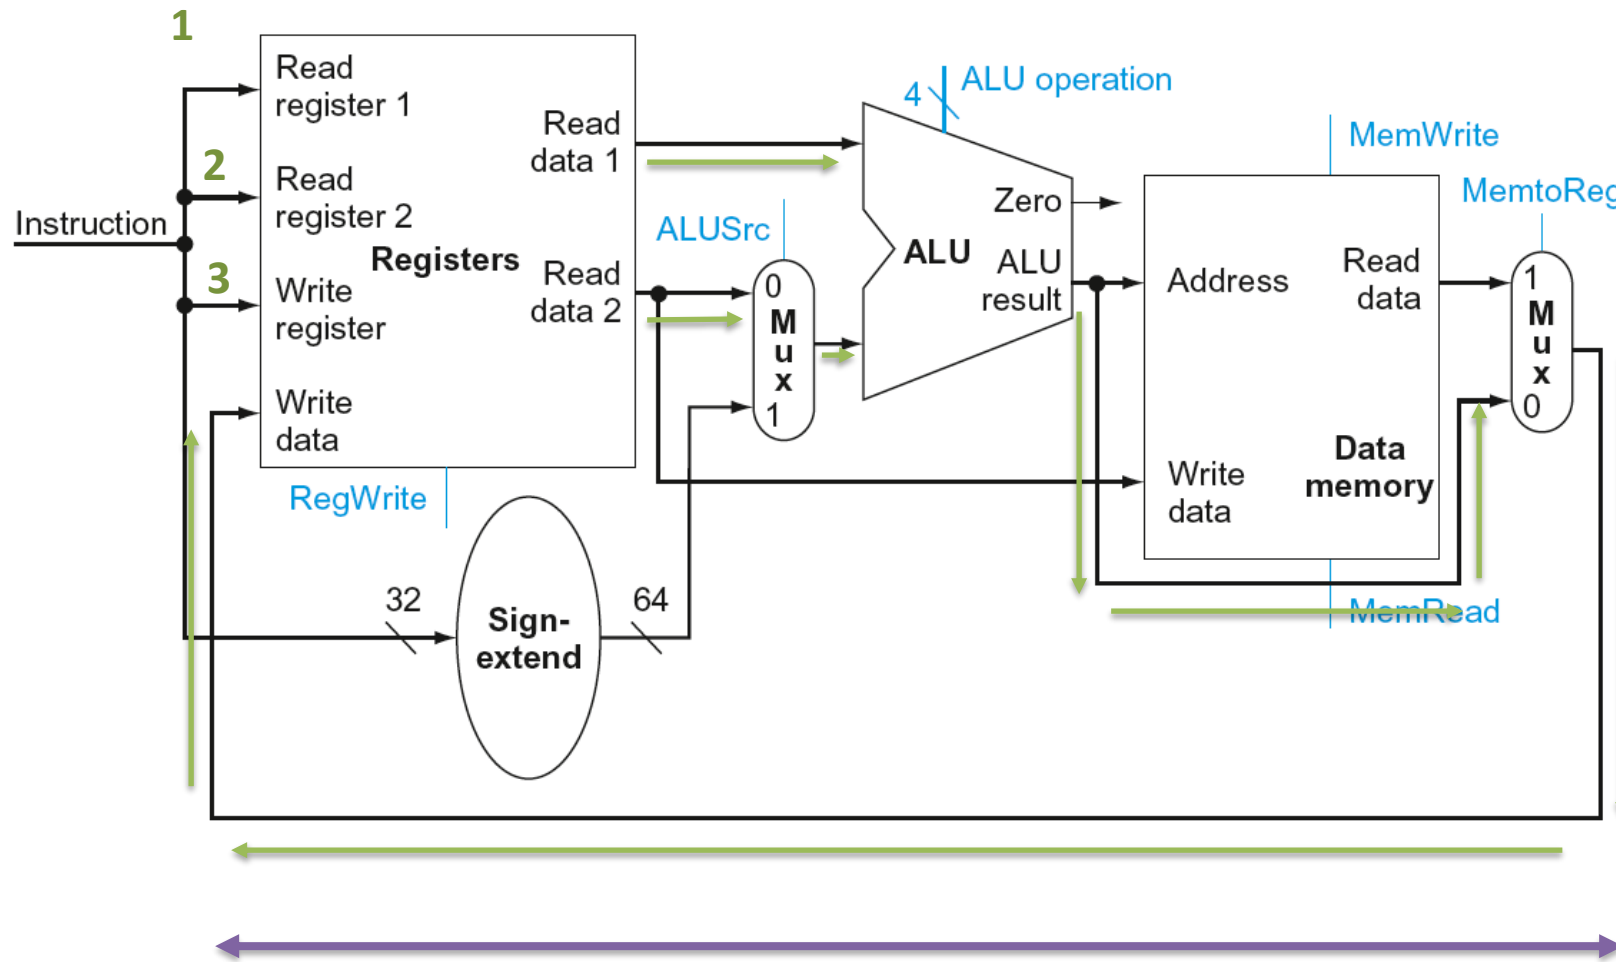 1
Read
register 1
2
Read
register 2
Instruction
3
Registers
Write
register
Write
data
Read
data 1
Read
data 2
RegWrite
ALUSrc
0
M
u
x
1
4
ALU operation
Zero
ALU
ALU
result
MemWrite
MemtoReg
Address
Read
data
1
M
u
x
0
Data
memory
Write
data
MemRead
32
Sign-
extend
64